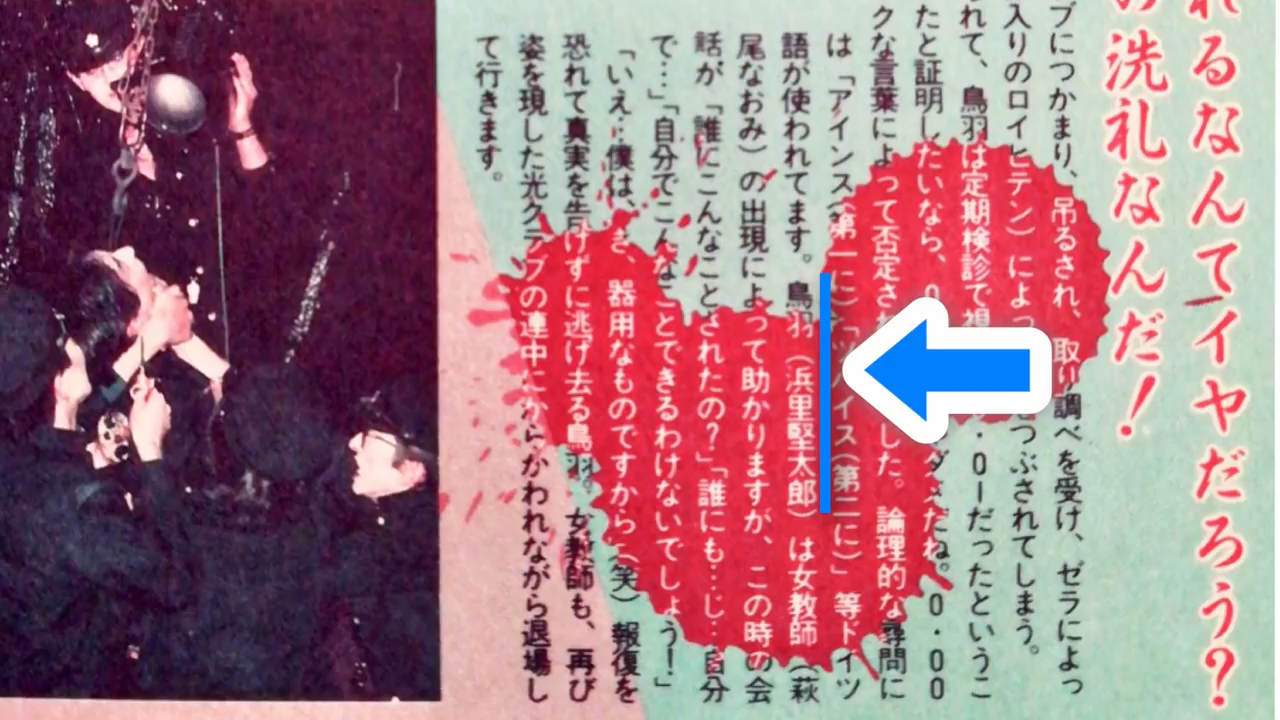 れるなんてイヤだろう?
の洗礼なんだ!
ブにつかまり、吊るされ、取り調べを受け、ゼラによっ
入りのロイヒテン)によっ つぶされてしまう。
れて、鳥羽は定期検診で視 ・0ーだったというこ
たと証明したいなら、0 だね。0・00
クな言葉によって否定され した。論理的な尋問に
は「アインス(第一に)「ツ イス(第二に)」等ドイツ
語が使われてます。鳥羽(浜里堅太郎)は女教師(萩
尾なおみ)の出現によって助かりますが、この時の会
話が「誰にこんなことされたの?」「誰にも…じ…自分
で…」「自分でこんなことできるわけないでしょう!」
「いえ…僕は、き、器用なものですから(笑)報復を
恐れて真実を告げずに逃げ去る鳥羽。女教師も、再び
姿を現した光クラブの連中にからかわれながら退場し
て行きます。